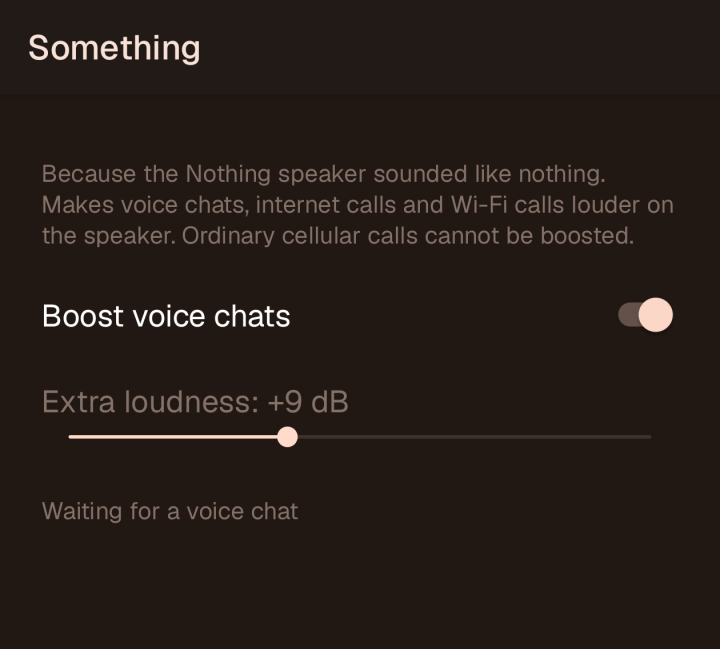 Something
Because the Nothing speaker sounded like nothing.
Makes voice chats, internet calls and Wi-Fi calls louder on
the speaker. Ordinary cellular calls cannot be boosted.
Boost voice chats
Extra loudness: +9 dB
Waiting for a voice chat